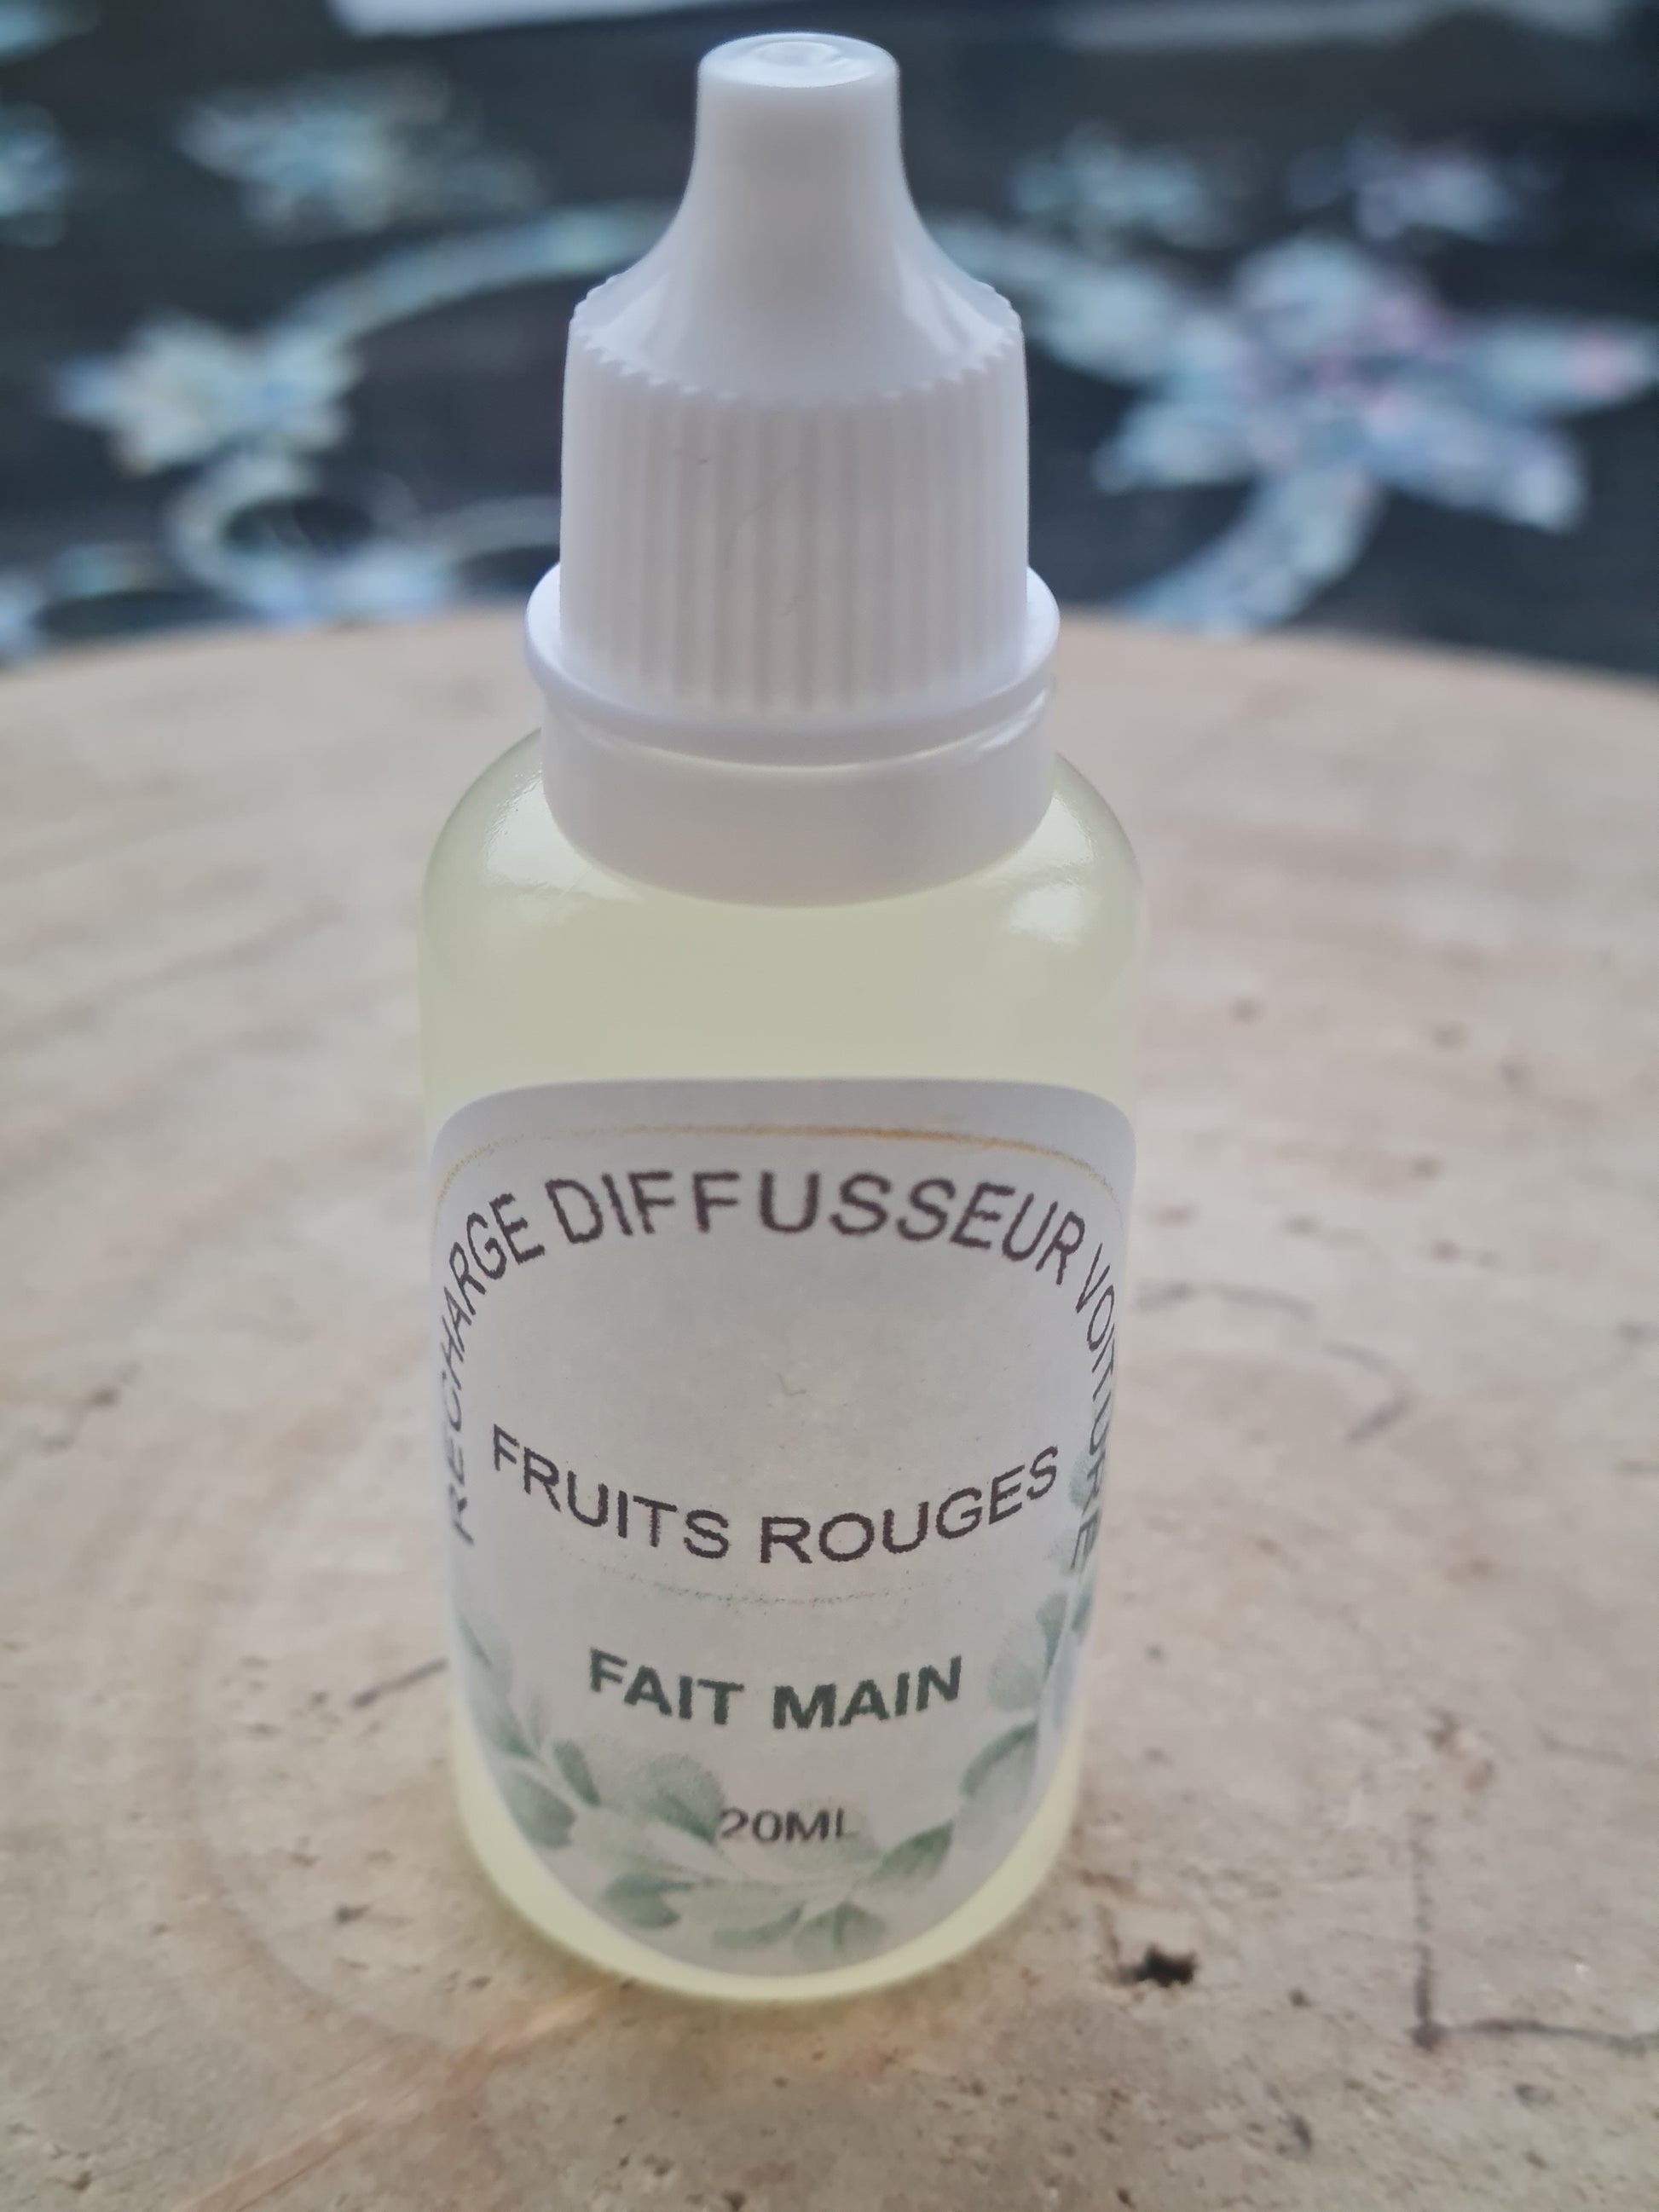 RECHARGE DIFFUSSEUR VOITURE
FRUITS ROUGES
FAIT MAIN
20ML